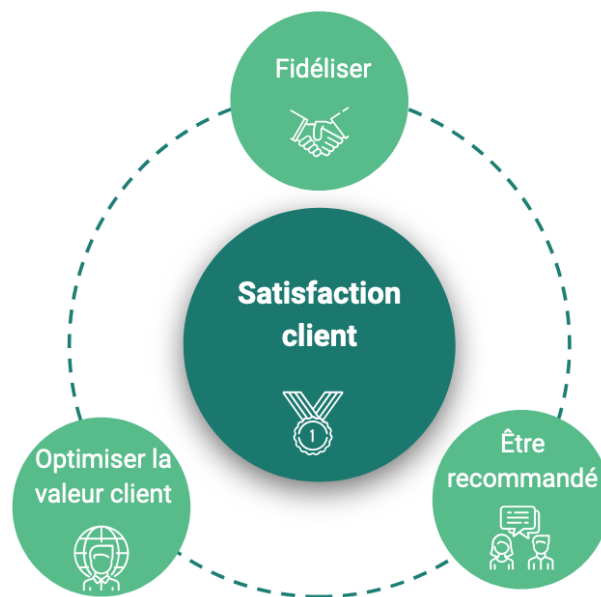 Fidéliser
Satisfaction
client
1
Optimiser la
valeur client
Être
recommandé